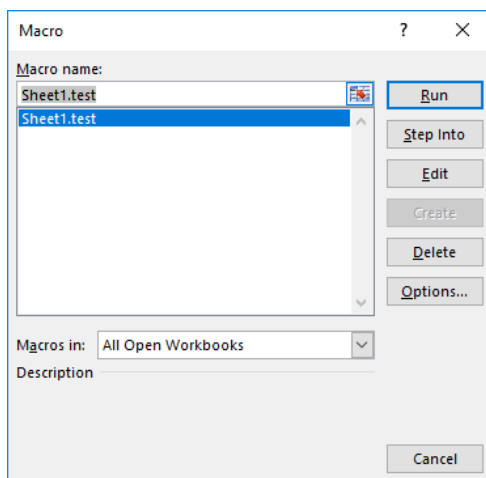 Macro ?
Macro name:
Sheet1.test
Sheet1.test
Run
Step Into
Edit
Create
Delete
Options...
Macros in: All Open Workbooks
Description
Cancel